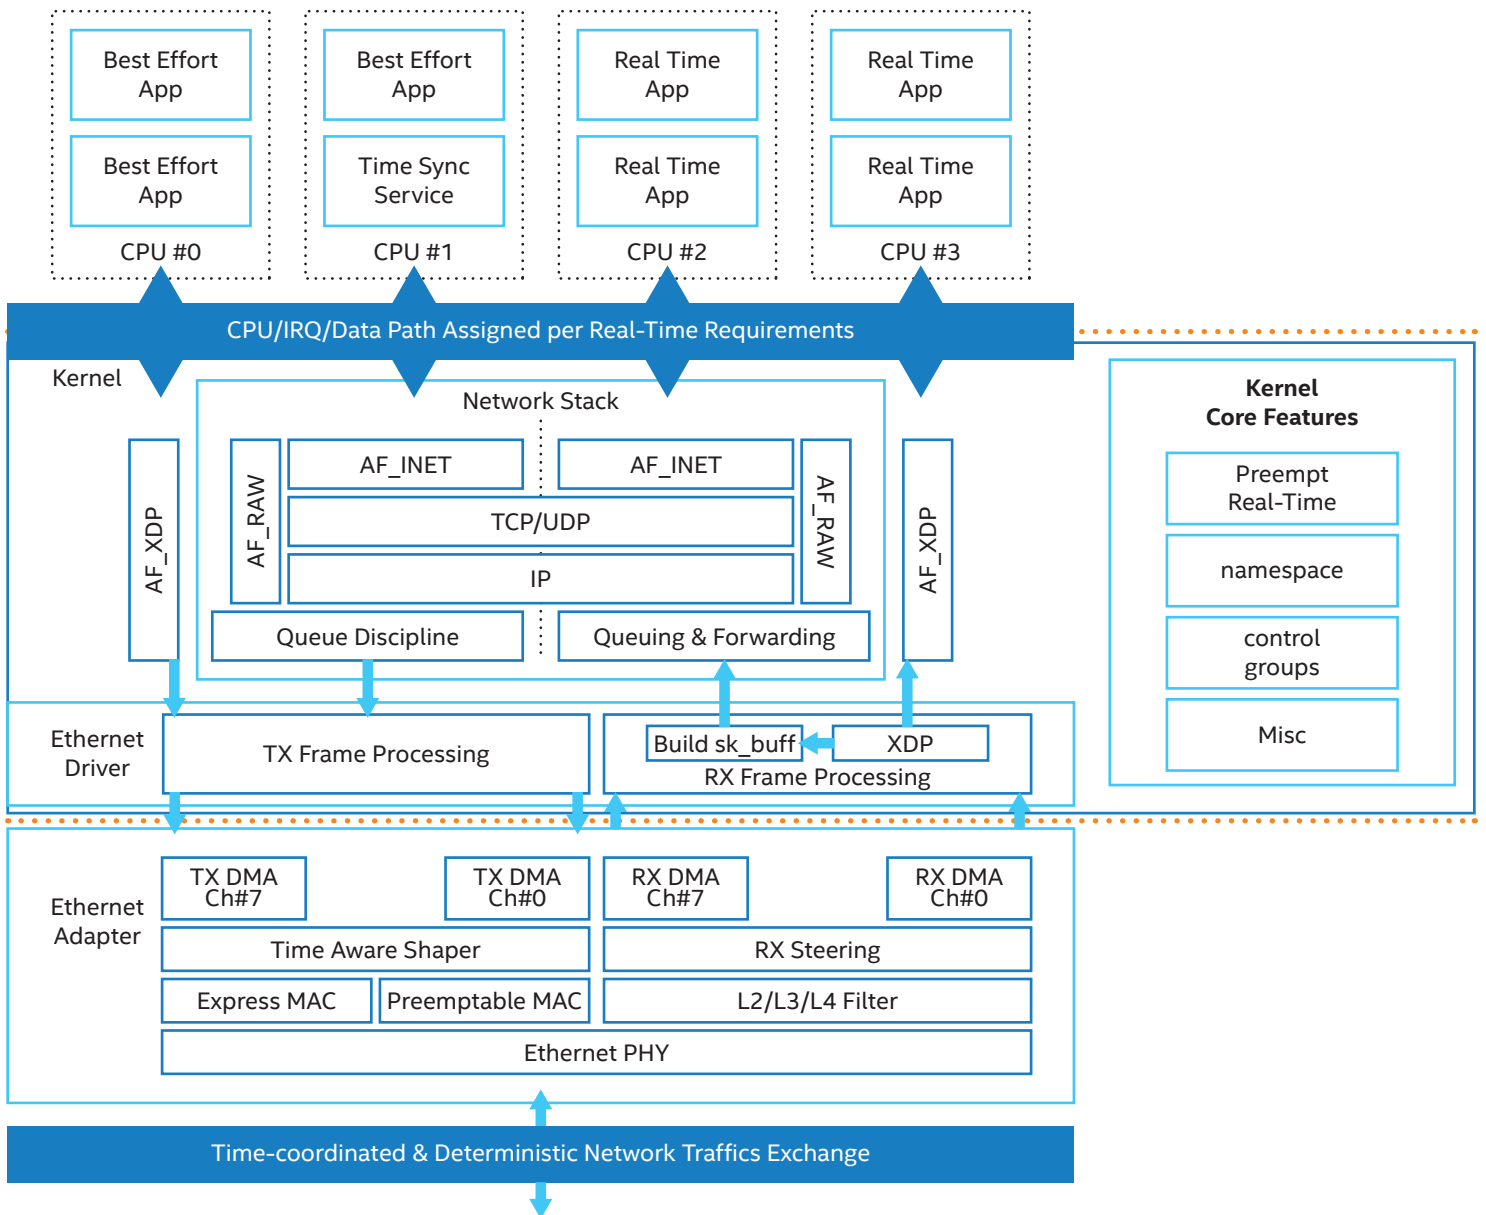 Best Effort
App
Best Effort
App
CPU #0
Best Effort
App
Time Sync
Service
CPU #1
Real Time
App
Real Time
App
CPU #2
Real Time
App
Real Time
App
CPU #3
CPU/IRQ/Data Path Assigned per Real-Time Requirements
Kernel
Network Stack
AF_XDP
AF_RAW
AF_INET
AF_INET
AF_RAW
AF_XDP
TCP/UDP
IP
Queue Discipline
Queuing & Forwarding
Kernel
Core Features
Preempt
Real-Time
namespace
control
groups
Misc
Ethernet
Driver
TX Frame Processing
Build sk_buff
XDP
RX Frame Processing
Ethernet
Adapter
TX DMA
Ch#7
TX DMA
Ch#0
RX DMA
Ch#7
RX DMA
Ch#0
Time Aware Shaper
RX Steering
Express MAC
Preemptable MAC
L2/L3/L4 Filter
Ethernet PHY
Time-coordinated & Deterministic Network Traffics Exchange